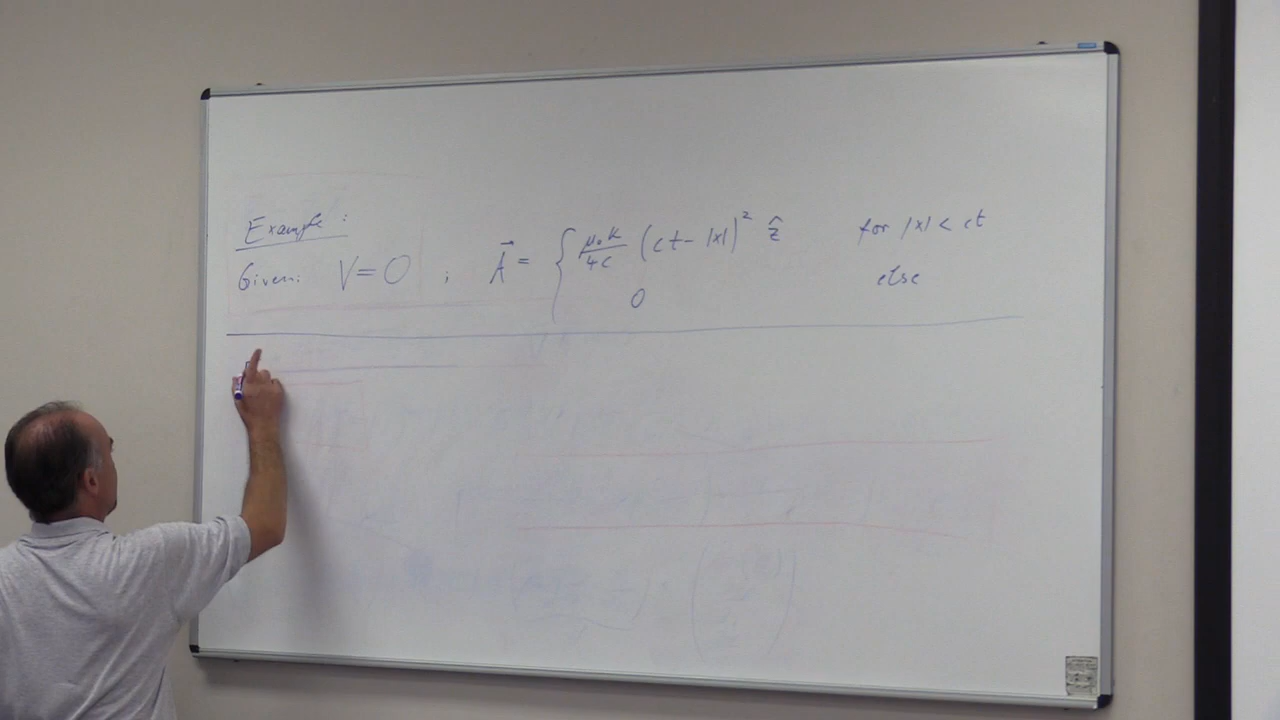 Example:
Given: V = 0 ; A⃗ = { μ₀k/4c (ct - |x|)² ẑ for |x| < ct
0 else